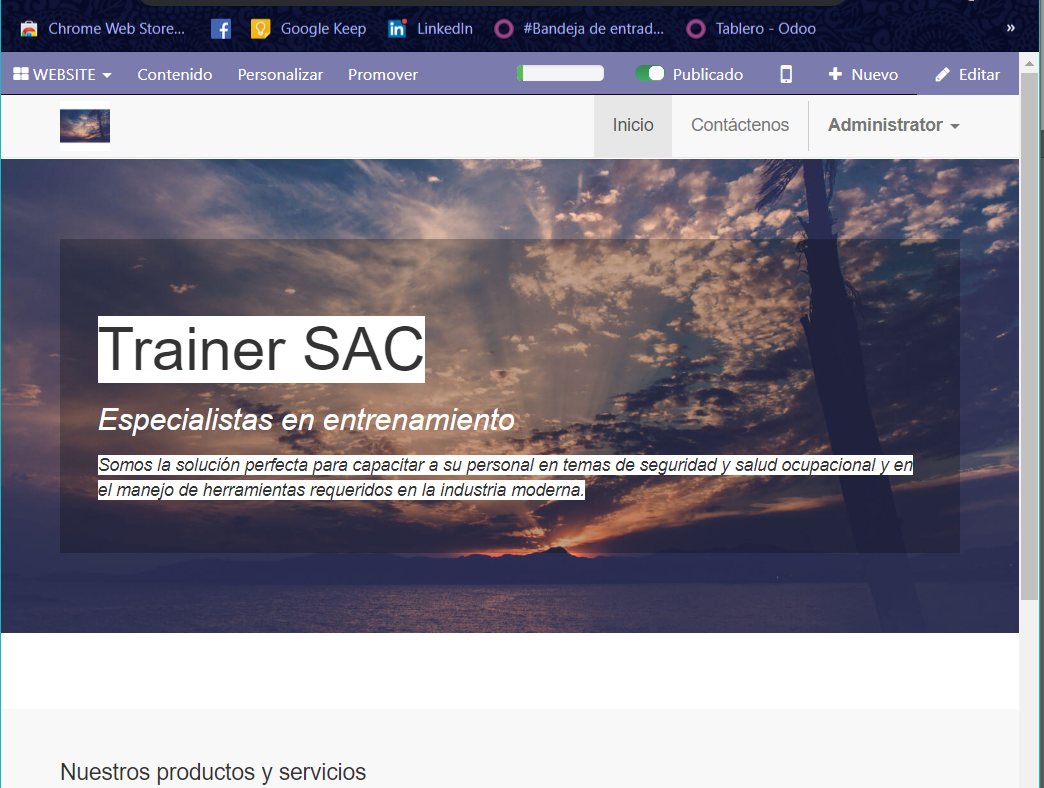 Chrome Web Store... Google Keep LinkedIn #Bandeja de entrad... Tablero - Odoo »
WEBSITE Contenido Personalizar Promover Publicado Nuevo Editar
Inicio Contáctenos Administrator
Trainer SAC
Especialistas en entrenamiento
Somos la solución perfecta para capacitar a su personal en temas de seguridad y salud ocupacional y en
el manejo de herramientas requeridos en la industria moderna.
Nuestros productos y servicios